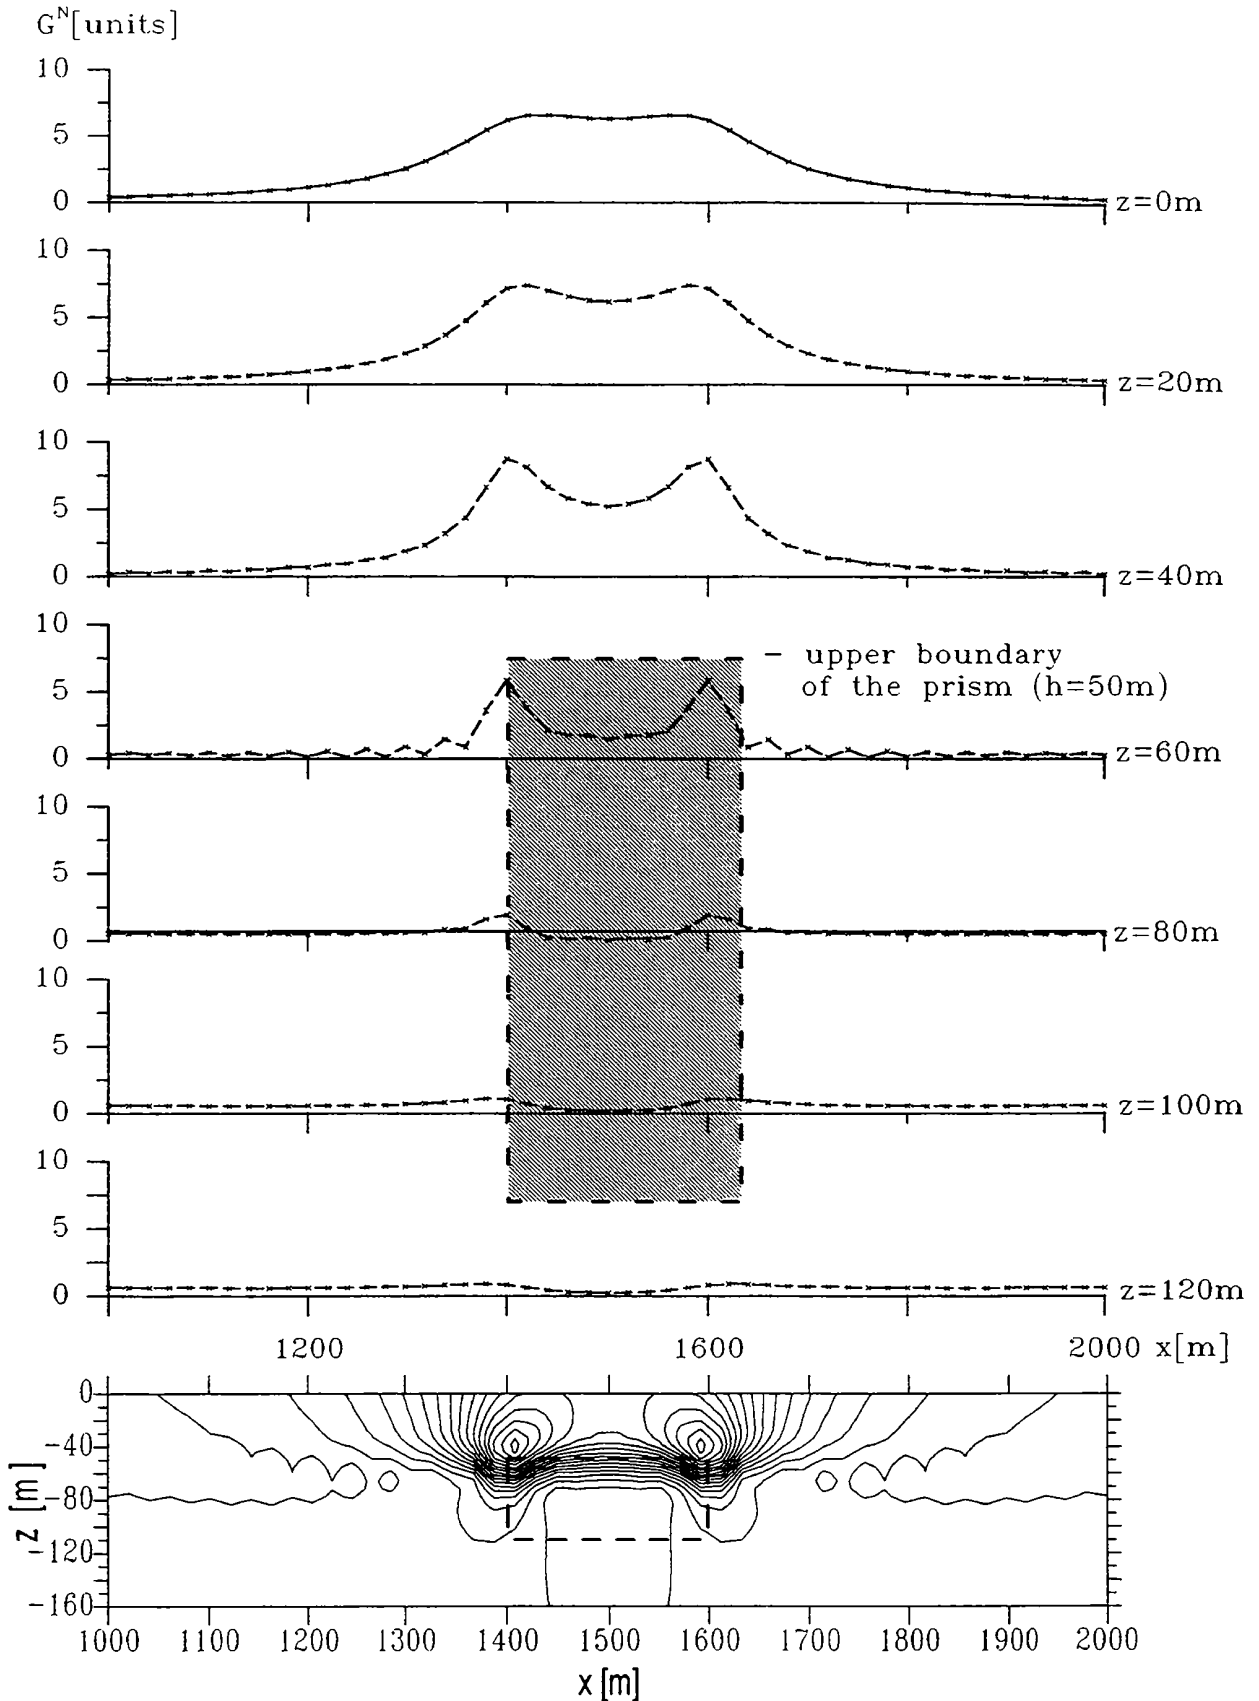 G^N[units]
10
5
0
z=0m
10
5
0
z=20m
10
5
0
z=40m
10
5
0
z=60m
– upper boundary
of the prism (h=50m)
10
5
0
z=80m
10
5
0
z=100m
10
5
0
z=120m
1200 1600 2000 x[m]
0
-40
-80
-120
-160
z [m]
1000 1100 1200 1300 1400 1500 1600 1700 1800 1900 2000
x [m]